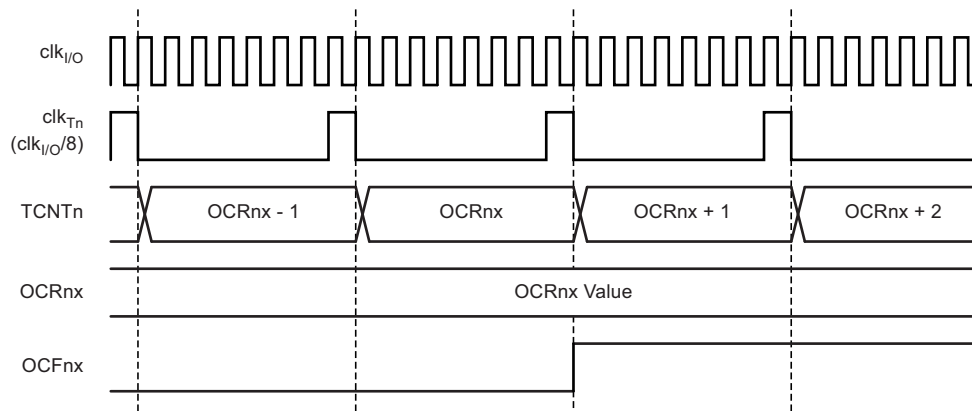 clkI/O
clkTn
(clkI/O/8)
TCNTn OCRnx - 1 OCRnx OCRnx + 1 OCRnx + 2
OCRnx OCRnx Value
OCFnx